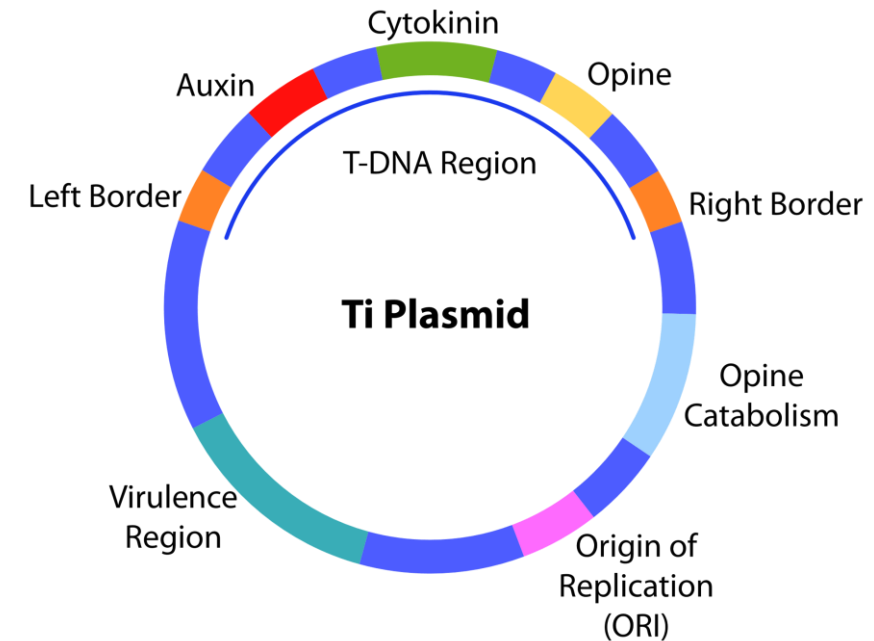 Cytokinin
Auxin
Opine
T-DNA Region
Left Border
Right Border
Ti Plasmid
Opine
Catabolism
Virulence
Region
Origin of
Replication
(ORI)